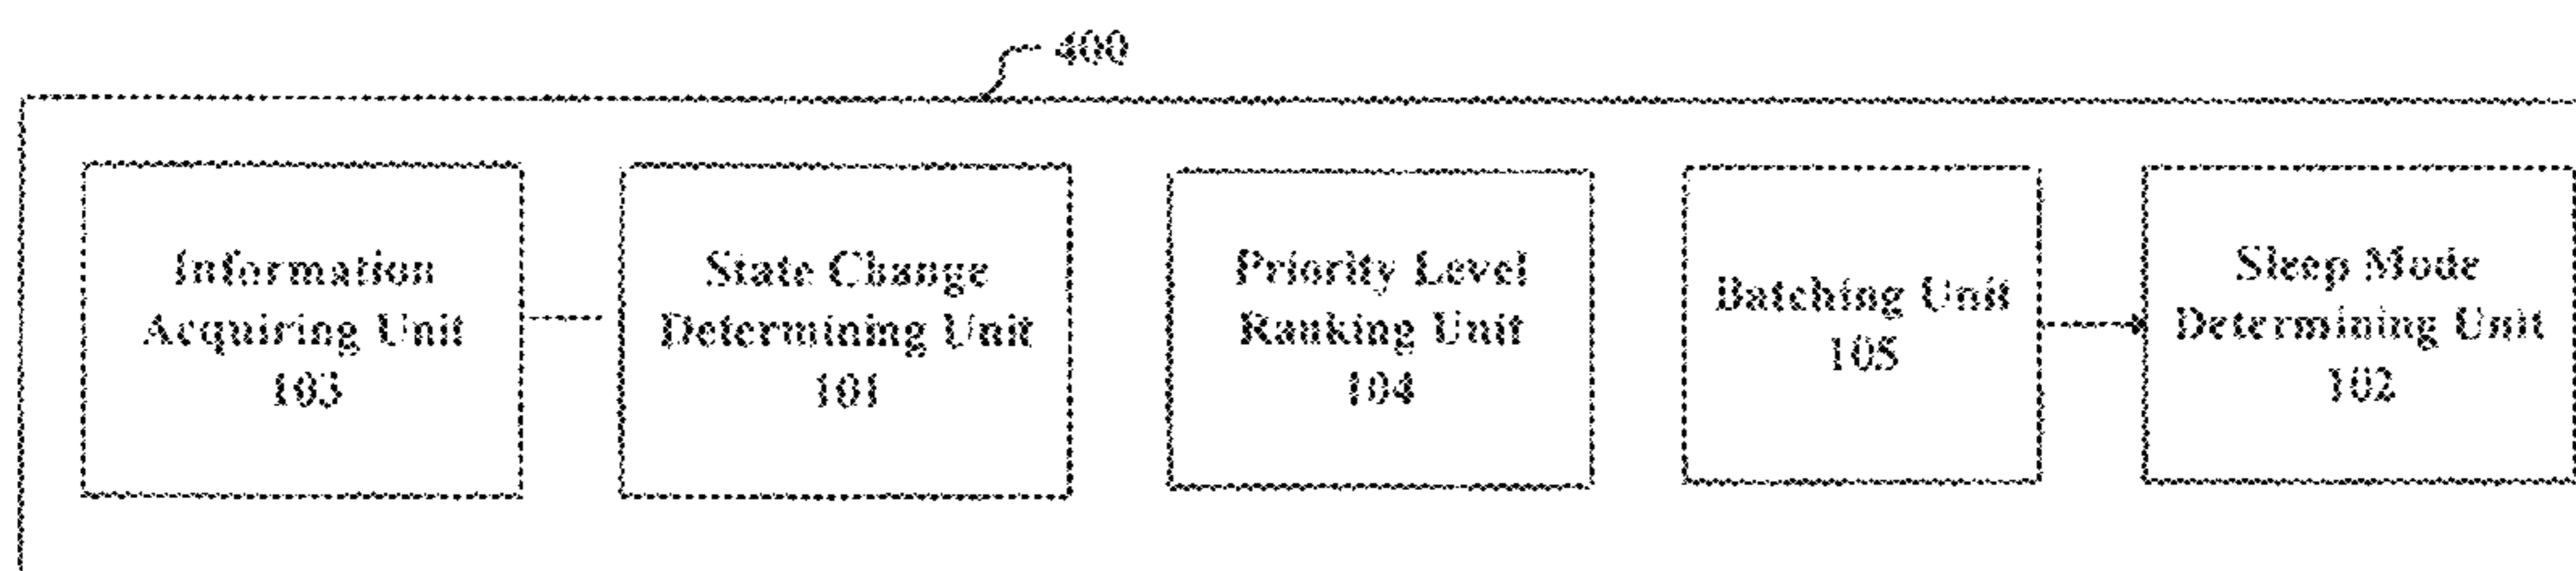 400
Information
Acquiring Unit
103
State Change
Determining Unit
101
Priority Level
Ranking Unit
104
Batching Unit
105
Sleep Mode
Determining Unit
102